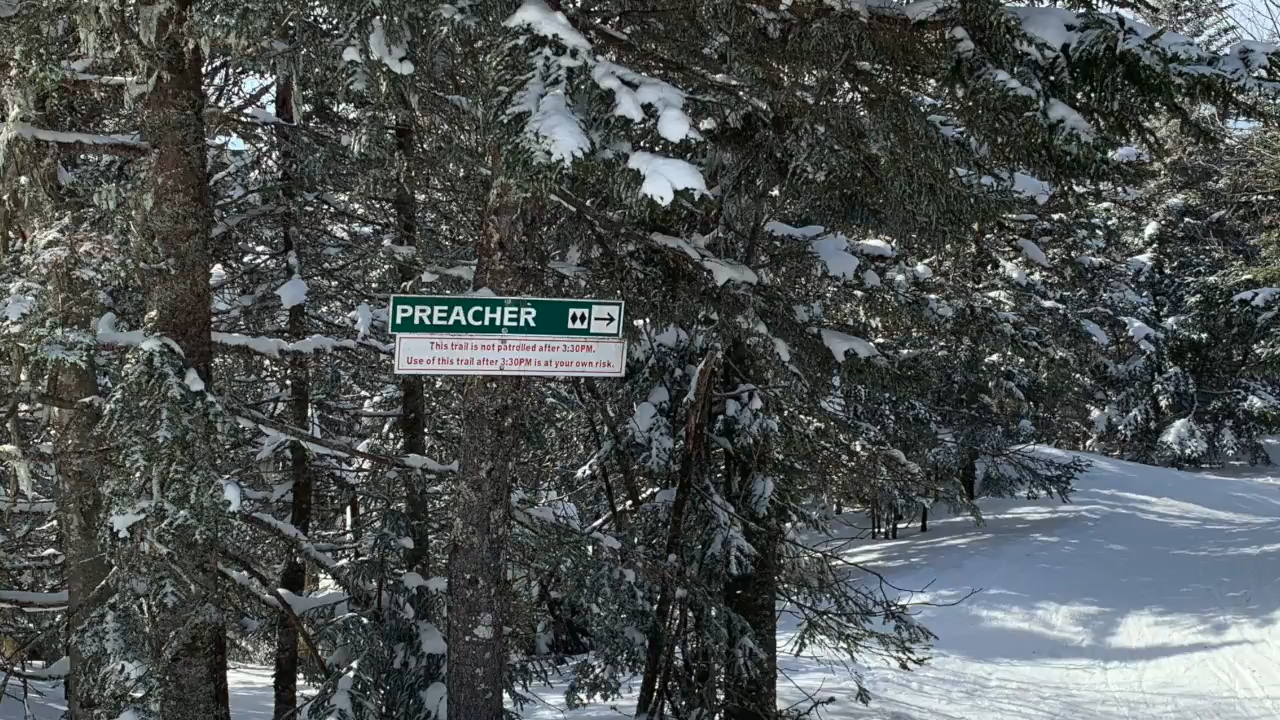 PREACHER
This trail is not patrolled after 3:30PM.
Use of this trail after 3:30PM is at your own risk.